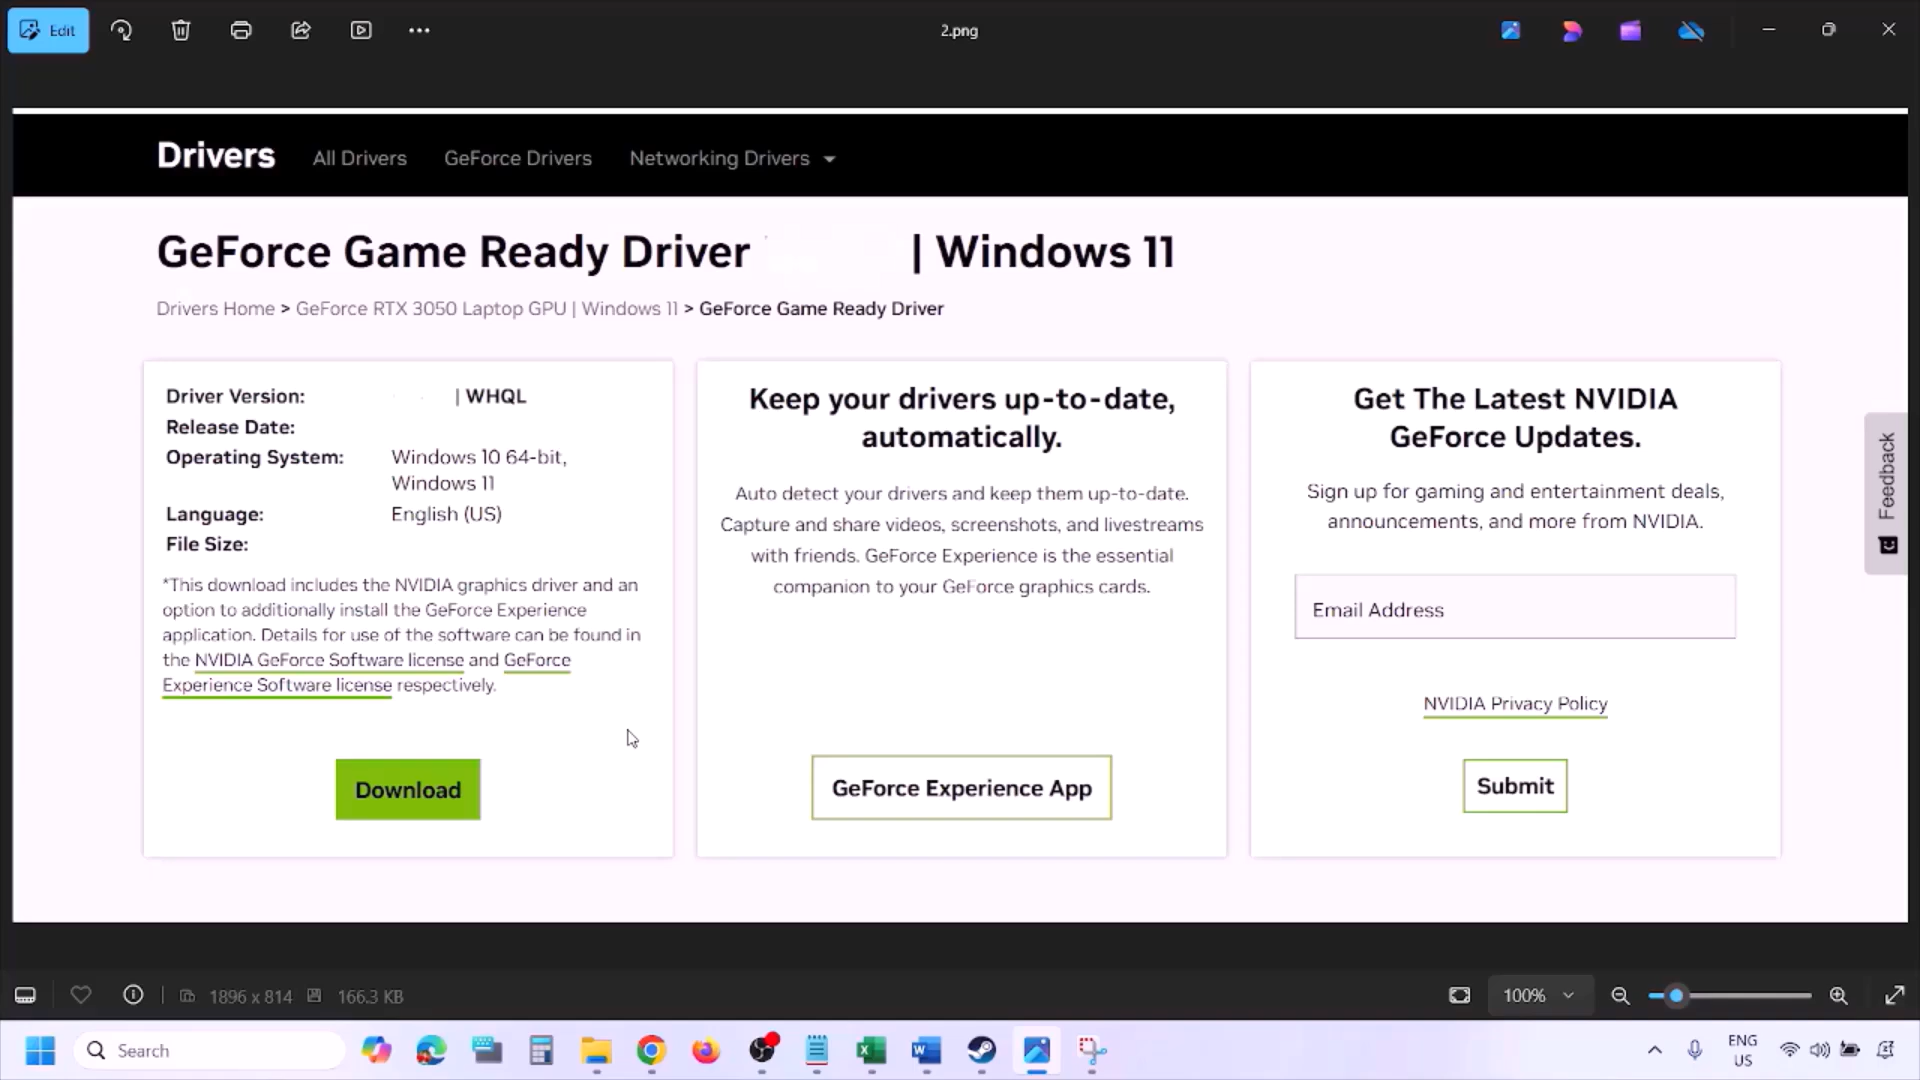 Edit
2.png
Drivers All Drivers GeForce Drivers Networking Drivers
GeForce Game Ready Driver | Windows 11
Drivers Home > GeForce RTX 3050 Laptop GPU | Windows 11 > GeForce Game Ready Driver
Driver Version: | WHQL
Release Date:
Operating System: Windows 10 64-bit,
Windows 11
Language: English (US)
File Size:
*This download includes the NVIDIA graphics driver and an
option to additionally install the GeForce Experience
application. Details for use of the software can be found in
the NVIDIA GeForce Software license and GeForce
Experience Software license respectively.
Download
Keep your drivers up-to-date,
automatically.
Auto detect your drivers and keep them up-to-date.
Capture and share videos, screenshots, and livestreams
with friends. GeForce Experience is the essential
companion to your GeForce graphics cards.
GeForce Experience App
Get The Latest NVIDIA
GeForce Updates.
Sign up for gaming and entertainment deals,
announcements, and more from NVIDIA.
Email Address
NVIDIA Privacy Policy
Submit
Feedback
1896 x 814 166.3 KB
100%
Search
ENG
US